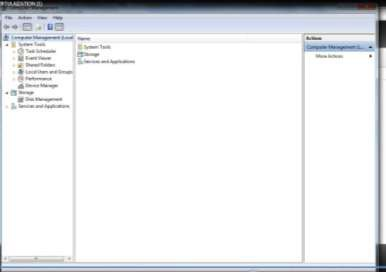 File Action View Help
Computer Management (Local
System Tools
Task Scheduler
Event Viewer
Shared Folders
Local Users and Groups
Performance
Device Manager
Storage
Disk Management
Services and Applications
Name
System Tools
Storage
Services and Applications
Actions
Computer Management (L...
More Actions